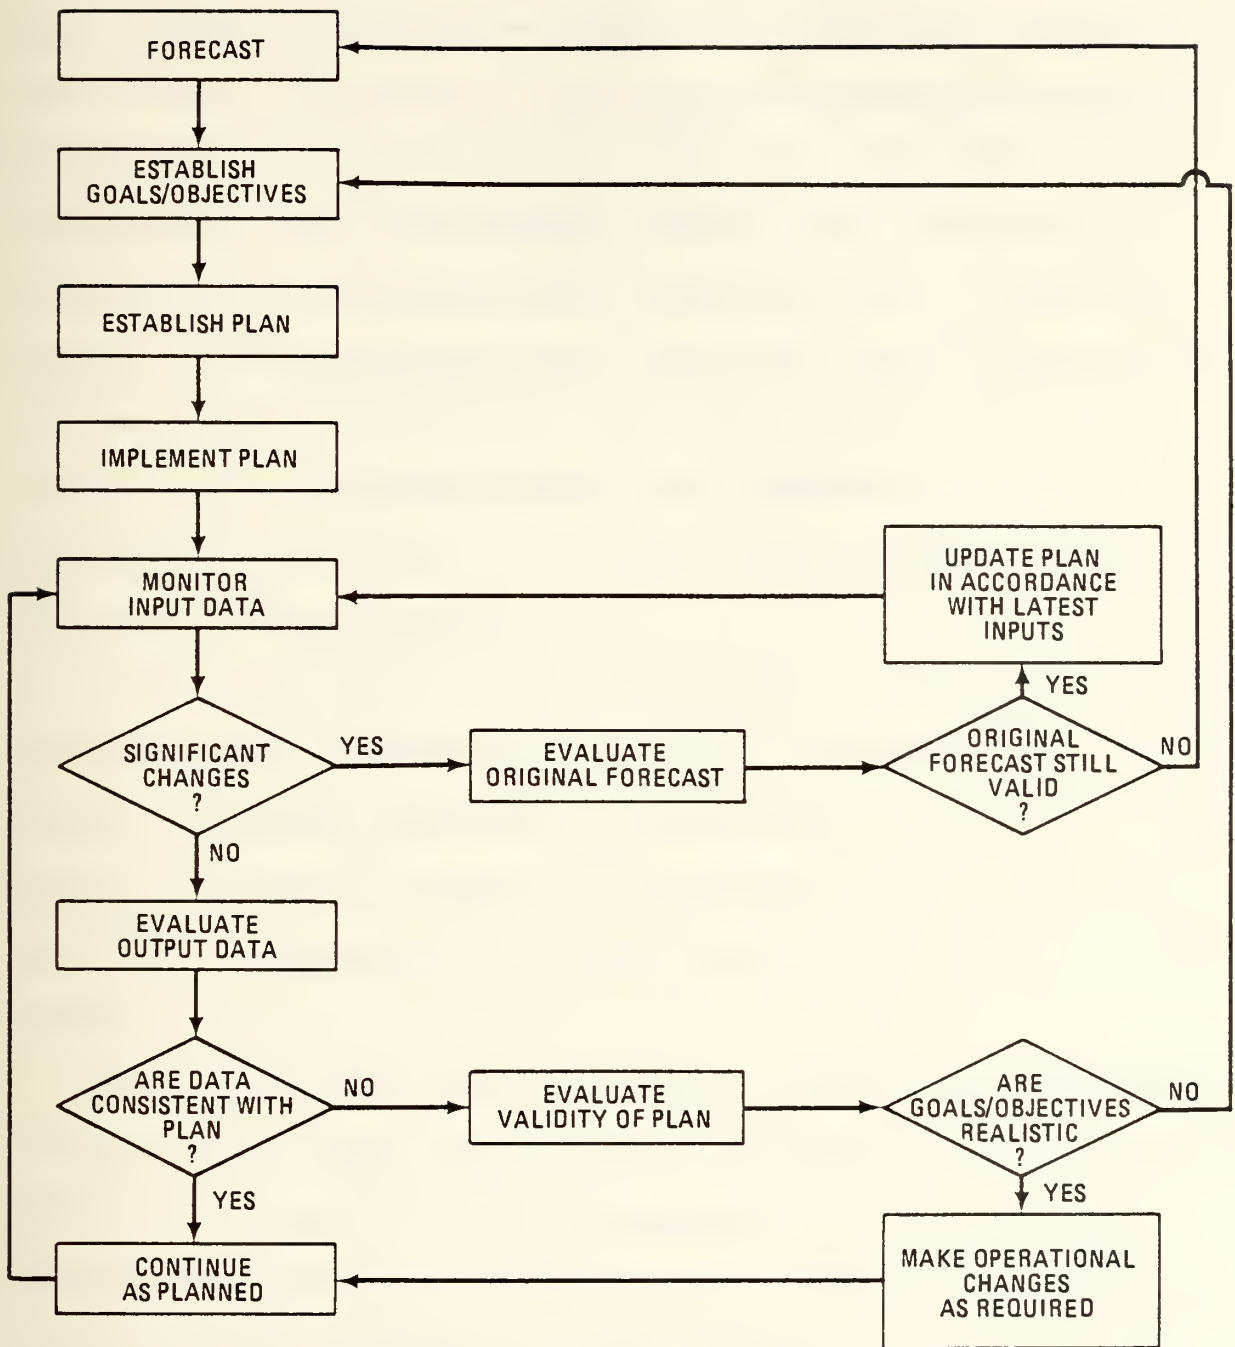 FORECAST
ESTABLISH
GOALS/OBJECTIVES
ESTABLISH PLAN
IMPLEMENT PLAN
MONITOR
INPUT DATA
UPDATE PLAN
IN ACCORDANCE
WITH LATEST
INPUTS
YES
SIGNIFICANT
CHANGES
?
YES
EVALUATE
ORIGINAL FORECAST
ORIGINAL
FORECAST STILL
VALID
?
NO
NO
EVALUATE
OUTPUT DATA
ARE DATA
CONSISTENT WITH
PLAN
?
NO
EVALUATE
VALIDITY OF PLAN
ARE
GOALS/OBJECTIVES
REALISTIC
?
NO
YES
YES
CONTINUE
AS PLANNED
MAKE OPERATIONAL
CHANGES
AS REQUIRED